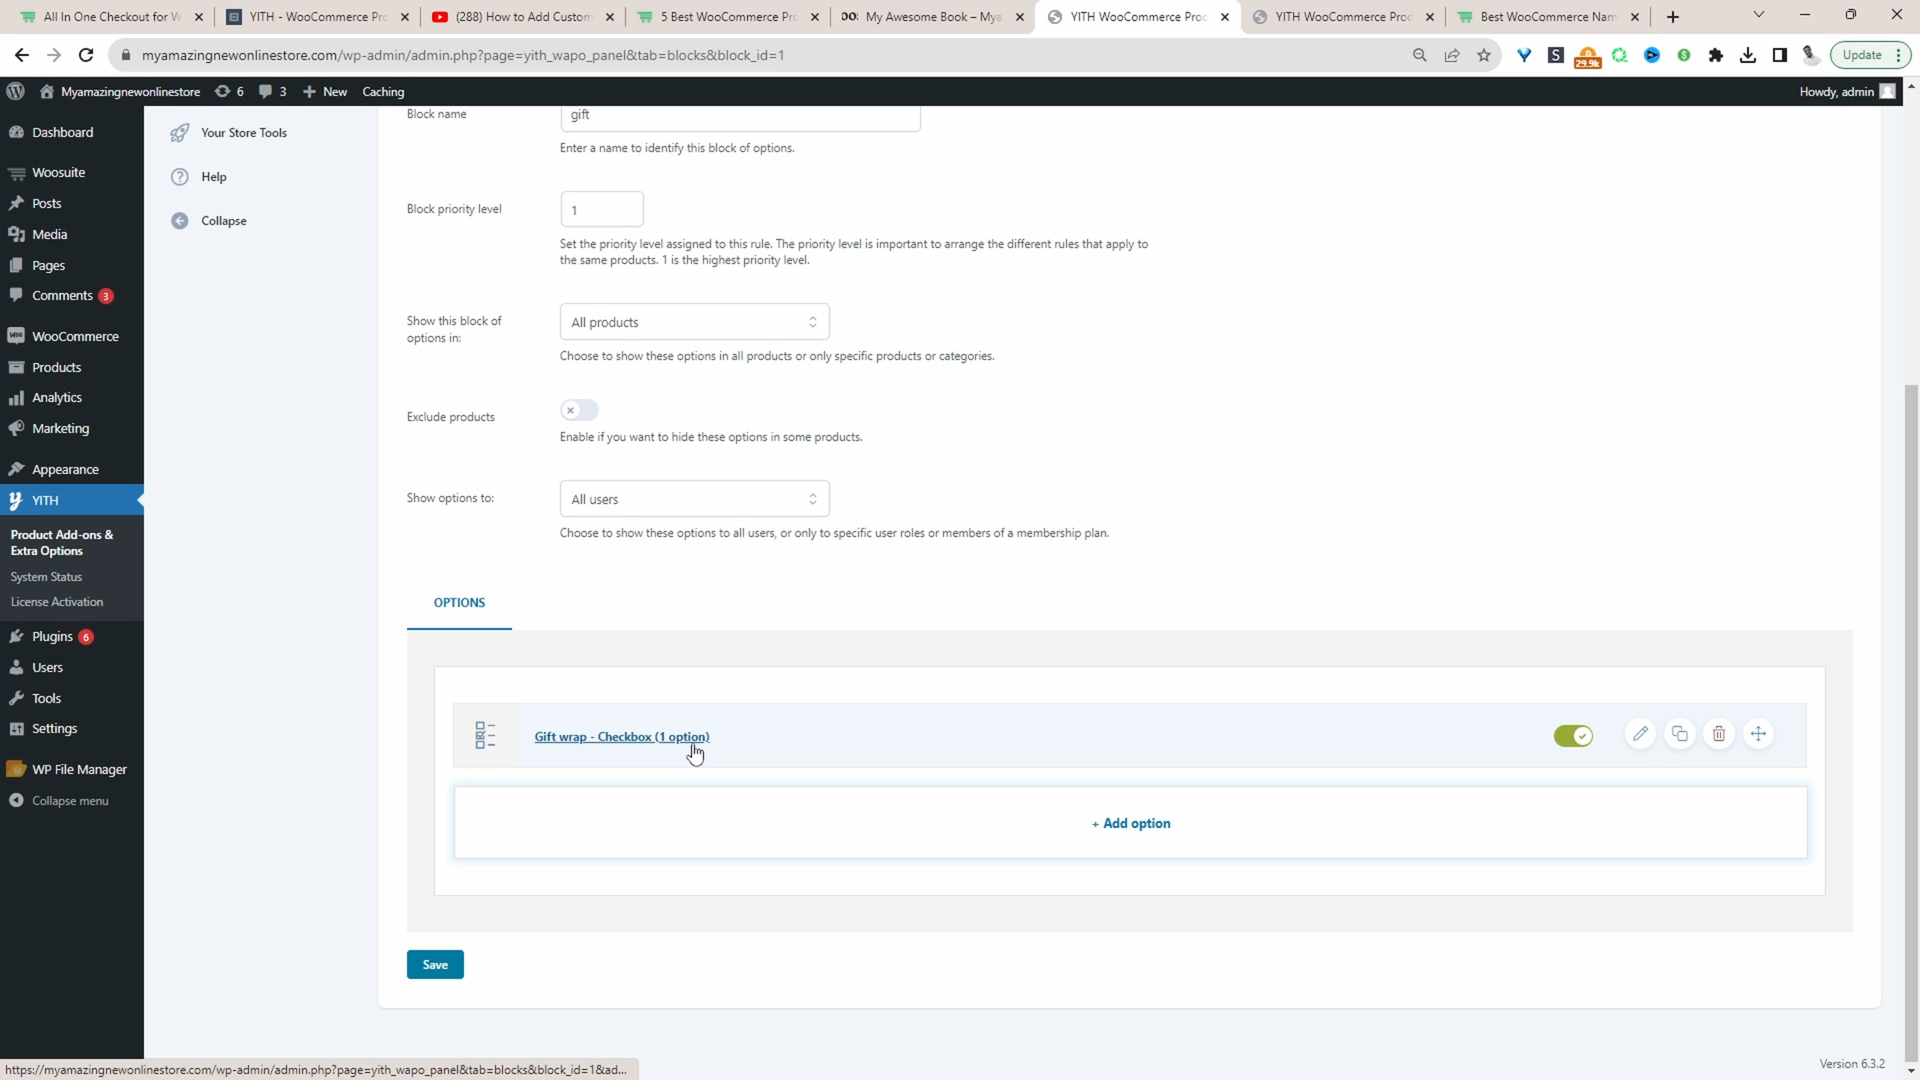 All In One Checkout for W
YITH - WooCommerce Pro
(288) How to Add Custom
5 Best WooCommerce Pro
My Awesome Book – Mya
YITH WooCommerce Proc
YITH WooCommerce Proc
Best WooCommerce Nam
myamazingnewonlinestore.com/wp-admin/admin.php?page=yith_wapo_panel&tab=blocks&block_id=1
29.9k
Update
Myamazingnewonlinestore
6
3
New
Caching
Howdy, admin
Dashboard
Woosuite
Posts
Media
Pages
Comments 3
WooCommerce
Products
Analytics
Marketing
Appearance
YITH
Product Add-ons &
Extra Options
System Status
License Activation
Plugins 6
Users
Tools
Settings
WP File Manager
Collapse menu
Your Store Tools
Help
Collapse
Block name
gift
Enter a name to identify this block of options.
Block priority level
1
Set the priority level assigned to this rule. The priority level is important to arrange the different rules that apply to
the same products. 1 is the highest priority level.
Show this block of
options in:
All products
Choose to show these options in all products or only specific products or categories.
Exclude products
Enable if you want to hide these options in some products.
Show options to:
All users
Choose to show these options to all users, or only to specific user roles or members of a membership plan.
OPTIONS
Gift wrap - Checkbox (1 option)
+ Add option
Save
Version 6.3.2
https://myamazingnewonlinestore.com/wp-admin/admin.php?page=yith_wapo_panel&tab=blocks&block_id=1&ad...